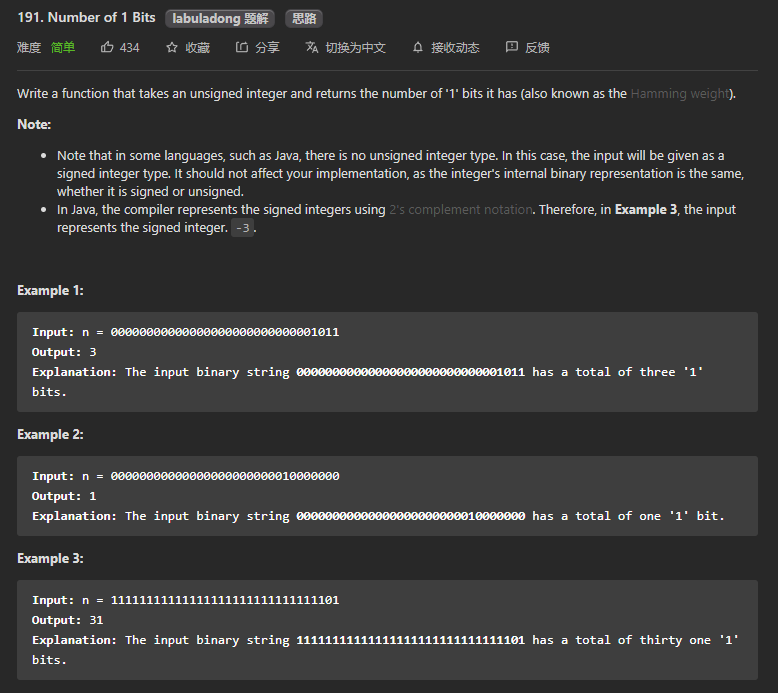 191. Number of 1 Bits labuladong 题解 思路
难度 简单 434 收藏 分享 切换为中文 接收动态 反馈
Write a function that takes an unsigned integer and returns the number of '1' bits it has (also known as the Hamming weight).
Note:
• Note that in some languages, such as Java, there is no unsigned integer type. In this case, the input will be given as a
signed integer type. It should not affect your implementation, as the integer's internal binary representation is the same,
whether it is signed or unsigned.
• In Java, the compiler represents the signed integers using 2's complement notation. Therefore, in Example 3, the input
represents the signed integer. -3.
Example 1:
Input: n = 00000000000000000000000000001011
Output: 3
Explanation: The input binary string 00000000000000000000000000001011 has a total of three '1'
bits.
Example 2:
Input: n = 00000000000000000000000010000000
Output: 1
Explanation: The input binary string 00000000000000000000000010000000 has a total of one '1' bit.
Example 3:
Input: n = 11111111111111111111111111111101
Output: 31
Explanation: The input binary string 11111111111111111111111111111101 has a total of thirty one '1'
bits.